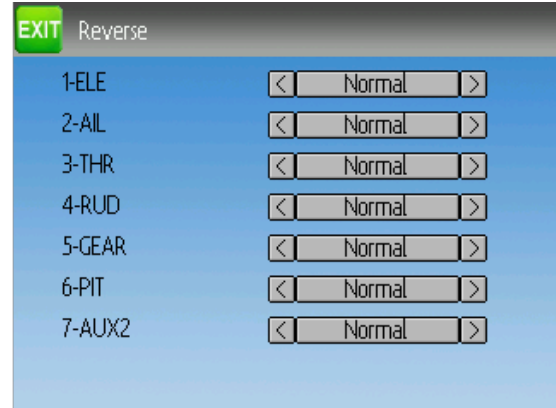 EXIT Reverse
1-ELE < Normal >
2-AIL < Normal >
3-THR < Normal >
4-RUD < Normal >
5-GEAR < Normal >
6-PIT < Normal >
7-AUX2 < Normal >